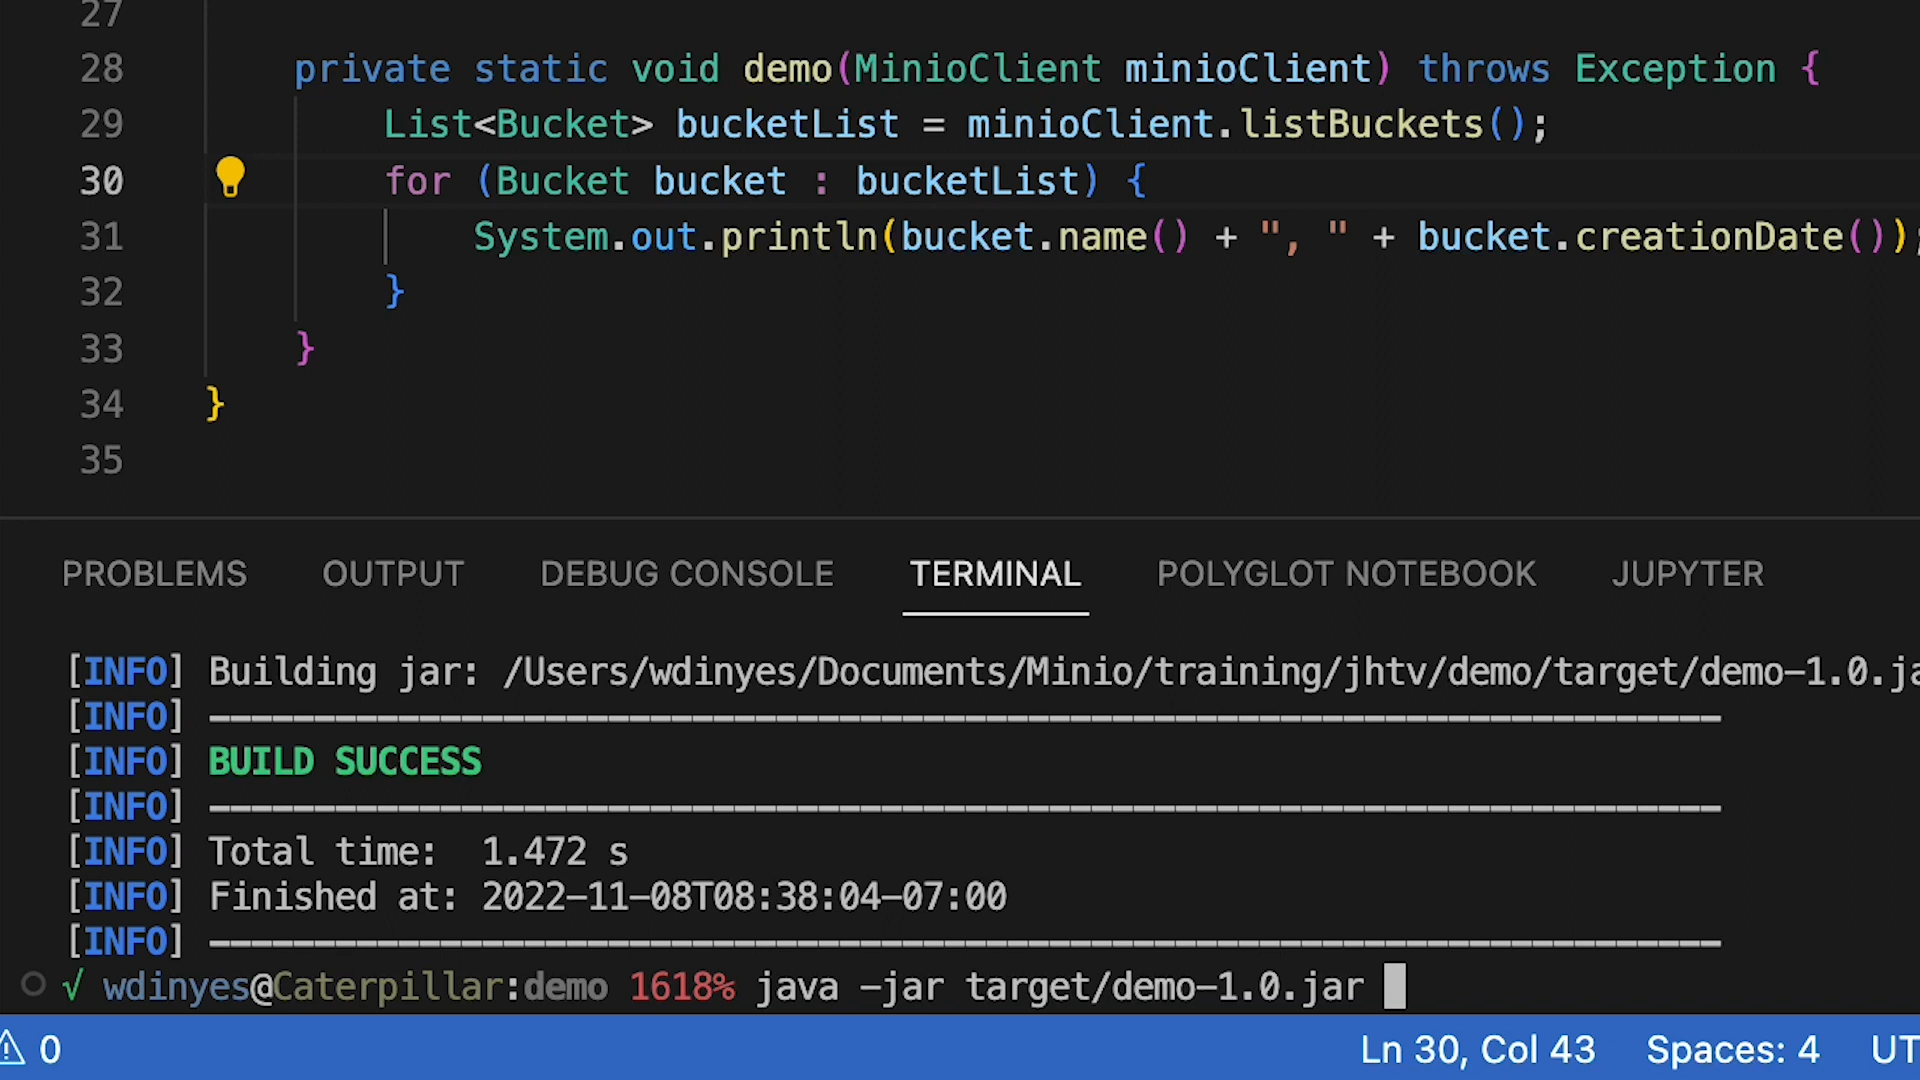 27
28 private static void demo(MinioClient minioClient) throws Exception {
29 List<Bucket> bucketList = minioClient.listBuckets();
30 for (Bucket bucket : bucketList) {
31 System.out.println(bucket.name() + ", " + bucket.creationDate());
32 }
33 }
34 }
35
PROBLEMS OUTPUT DEBUG CONSOLE TERMINAL POLYGLOT NOTEBOOK JUPYTER
[INFO] Building jar: /Users/wdinyes/Documents/Minio/training/jhtv/demo/target/demo-1.0.ja
[INFO] ------------------------------------------------------------------------
[INFO] BUILD SUCCESS
[INFO] ------------------------------------------------------------------------
[INFO] Total time:  1.472 s
[INFO] Finished at: 2022-11-08T08:38:04-07:00
[INFO] ------------------------------------------------------------------------
√ wdinyes@Caterpillar:demo 1618% java -jar target/demo-1.0.jar
0 Ln 30, Col 43 Spaces: 4 UT